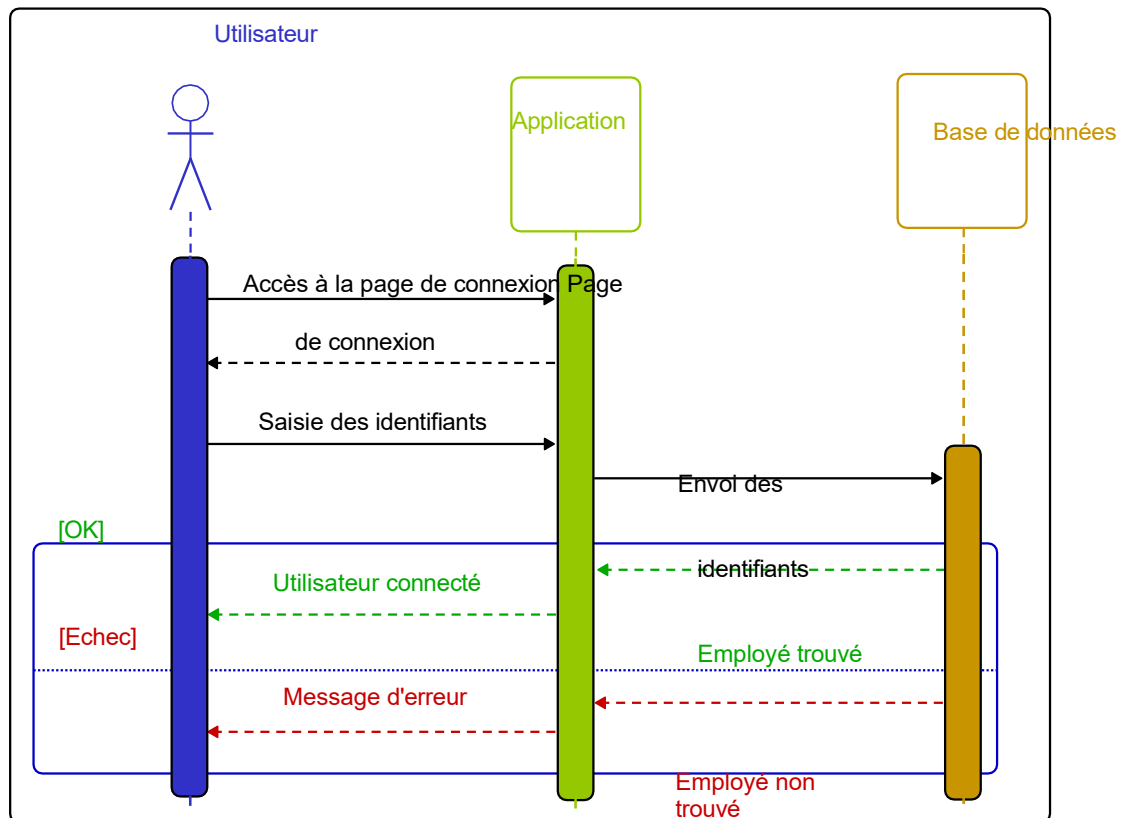 Utilisateur
Application
Base de données
Accès à la page de connexion Page
de connexion
Saisie des identifiants
EnvoI des
[OK]
identifiants
Utilisateur connecté
[Echec]
Employé trouvé
Message d'erreur
Employé non
trouvé